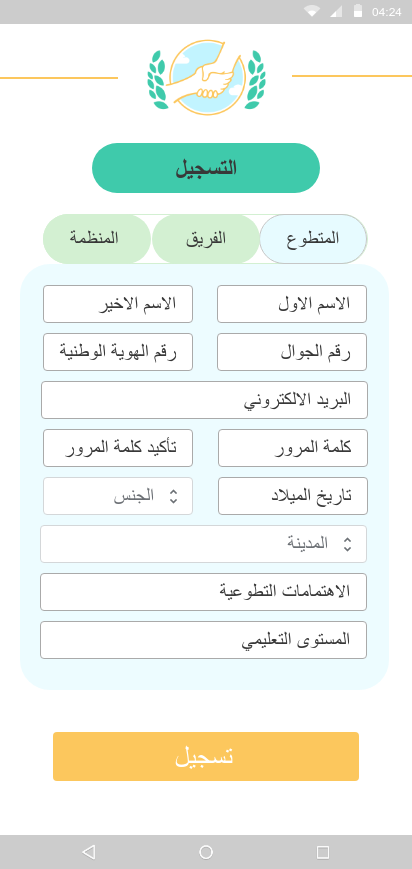 04:24
التسجيل
المتطوع الفريق المنظمة
الاسم الاول الاسم الاخير
رقم الجوال رقم الهوية الوطنية
البريد الالكتروني
كلمة المرور تأكيد كلمة المرور
تاريخ الميلاد الجنس
المدينة
الاهتمامات التطوعية
المستوى التعليمي
تسجيل